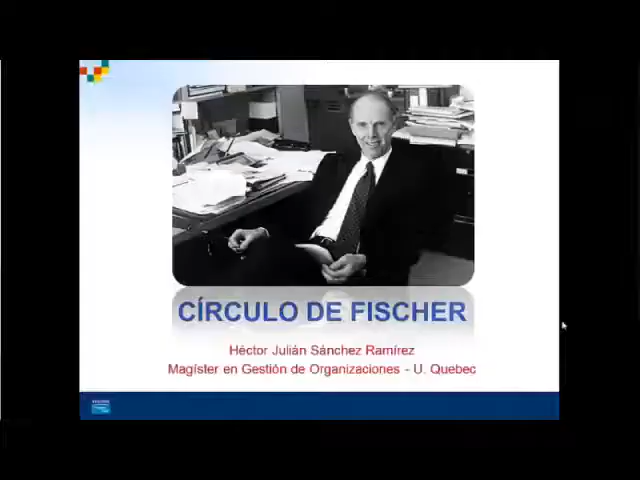 CÍRCULO DE FISCHER
Héctor Julián Sánchez Ramírez
Magíster en Gestión de Organizaciones - U. Quebec